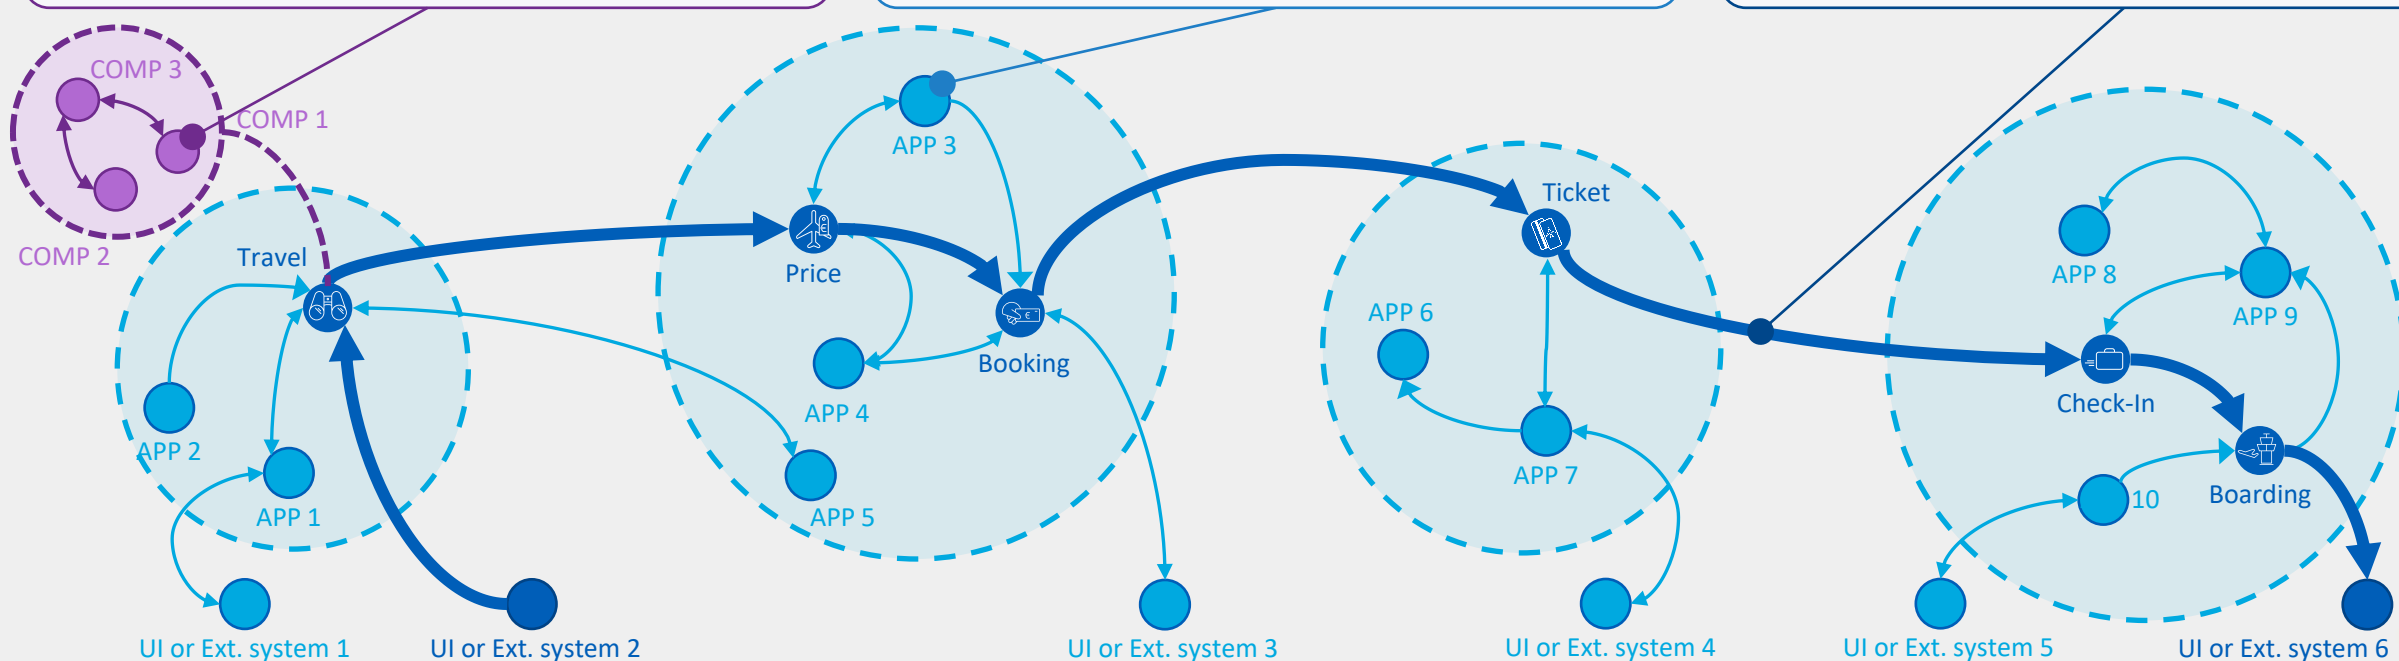 COMP 3
COMP 1
COMP 2
Travel
APP 2
APP 1
APP 3
Price
APP 4
Booking
APP 5
Ticket
APP 6
APP 7
APP 8
APP 9
Check-In
10
Boarding
UI or Ext. system 1
UI or Ext. system 2
UI or Ext. system 3
UI or Ext. system 4
UI or Ext. system 5
UI or Ext. system 6